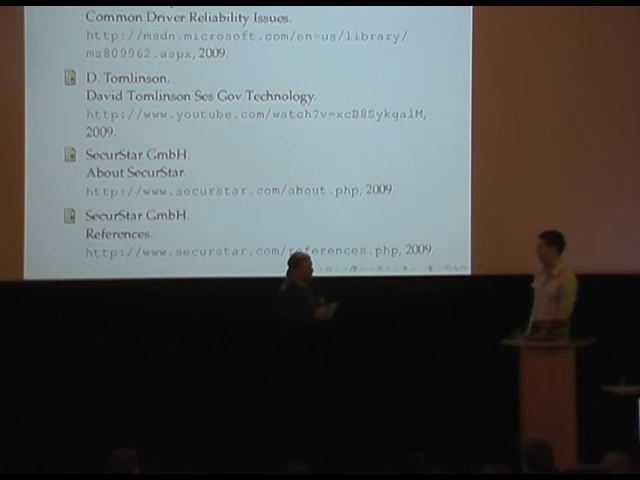 Common Driver Reliability Issues.
http://msdn.microsoft.com/en-us/library/
ms809962.aspx, 2009.
D. Tomlinson.
David Tomlinson Ses Gov Technology.
http://www.youtube.com/watch?v=xcB8SykgalM,
2009.
SecurStar GmbH.
About SecurStar.
http://www.securstar.com/about.php, 2009.
SecurStar GmbH.
References.
http://www.securstar.com/references.php, 2009.